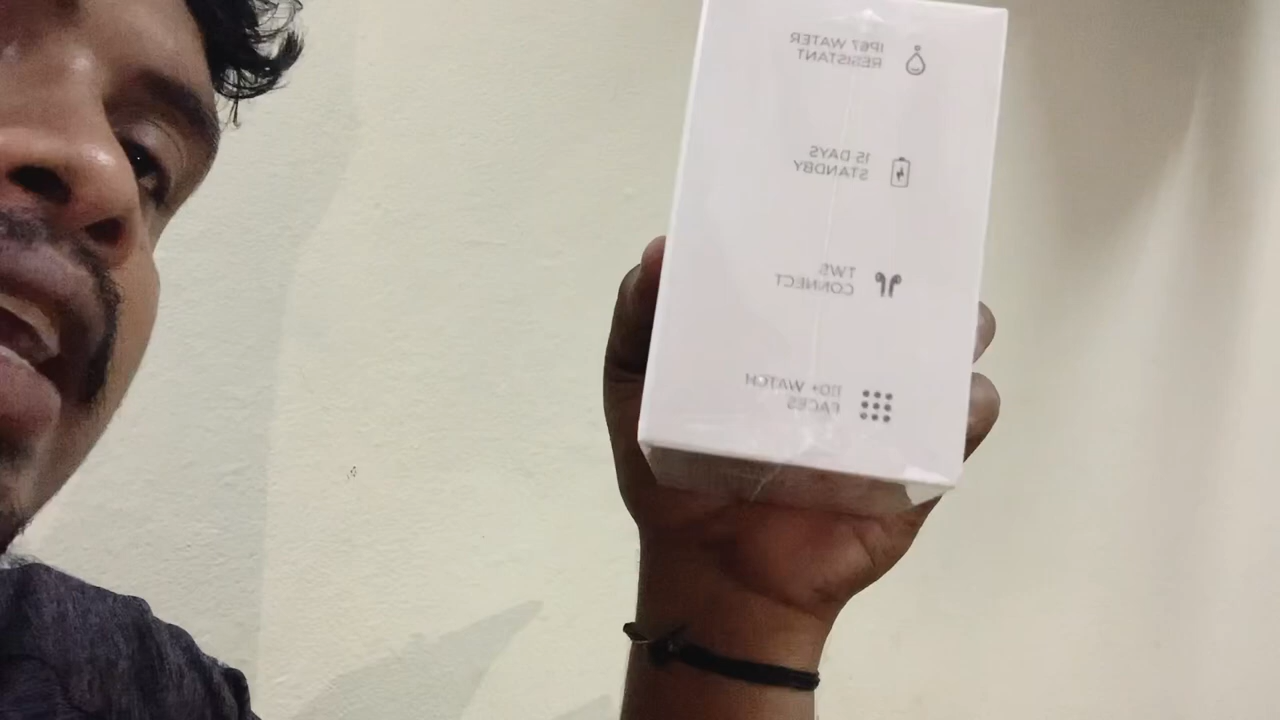 IP67 WATER
RESISTANT
15 DAYS
STANDBY
TWS
CONNECT
110+ WATCH
FACES